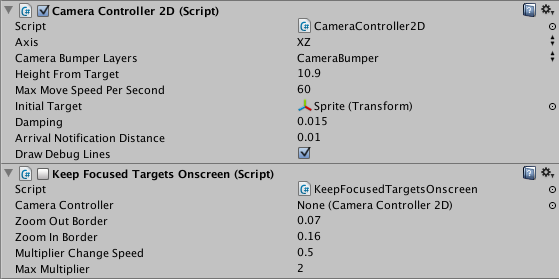 Camera Controller 2D (Script)
Script CameraController2D
Axis XZ
Camera Bumper Layers CameraBumper
Height From Target 10.9
Max Move Speed Per Second 60
Initial Target Sprite (Transform)
Damping 0.015
Arrival Notification Distance 0.01
Draw Debug Lines
Keep Focused Targets Onscreen (Script)
Script KeepFocusedTargetsOnscreen
Camera Controller None (Camera Controller 2D)
Zoom Out Border 0.07
Zoom In Border 0.16
Multiplier Change Speed 0.5
Max Multiplier 2